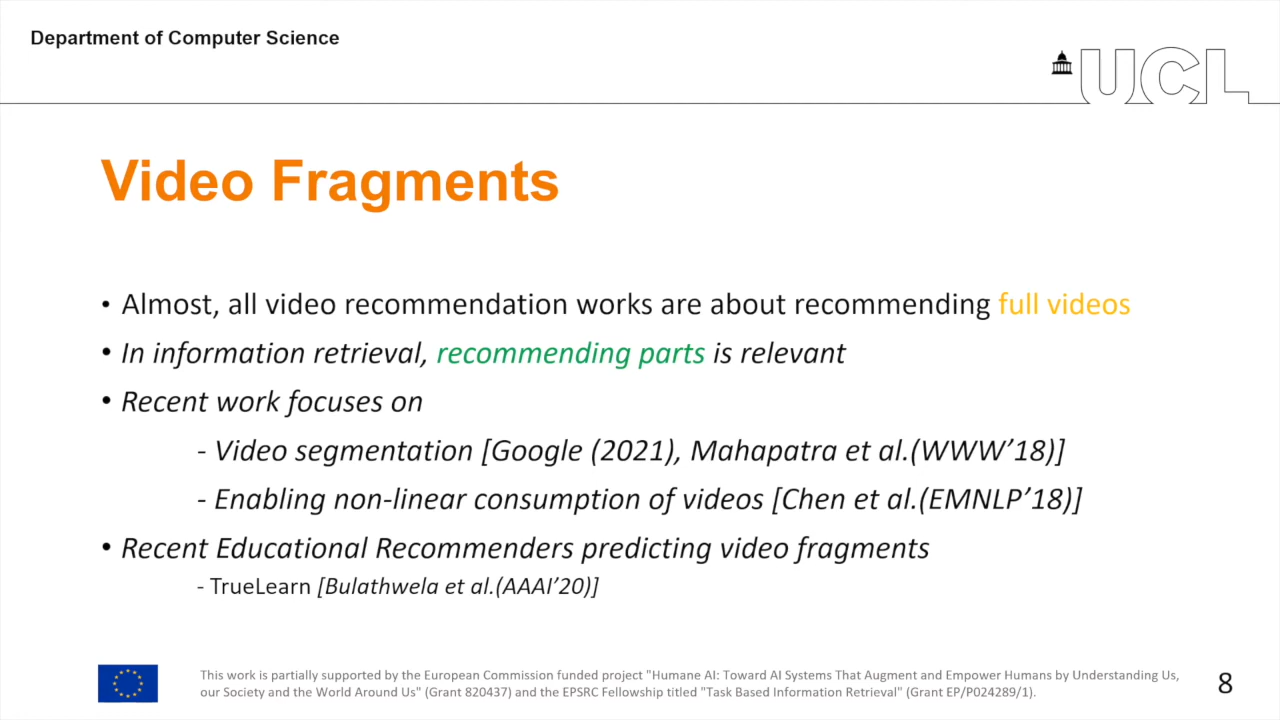 Department of Computer Science
UCL
Video Fragments
• Almost, all video recommendation works are about recommending full videos
• In information retrieval, recommending parts is relevant
• Recent work focuses on
- Video segmentation [Google (2021), Mahapatra et al.(WWW’18)]
- Enabling non-linear consumption of videos [Chen et al.(EMNLP’18)]
• Recent Educational Recommenders predicting video fragments
- TrueLearn [Bulathwela et al.(AAAI’20)]
This work is partially supported by the European Commission funded project "Humane AI: Toward AI Systems That Augment and Empower Humans by Understanding Us,
our Society and the World Around Us" (Grant 820437) and the EPSRC Fellowship titled "Task Based Information Retrieval" (Grant EP/P024289/1).
8